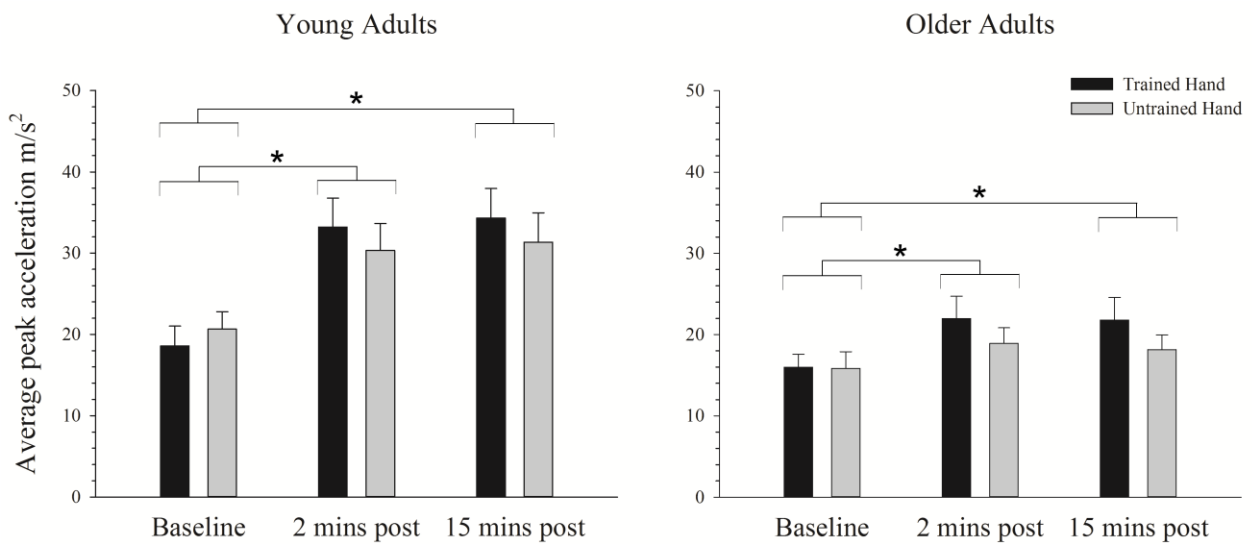 Young Adults
Average peak acceleration m/s²
50
40
30
20
10
0
*
*
Baseline 2 mins post 15 mins post
Older Adults
Trained Hand
Untrained Hand
50
40
30
20
10
0
*
*
Baseline 2 mins post 15 mins post